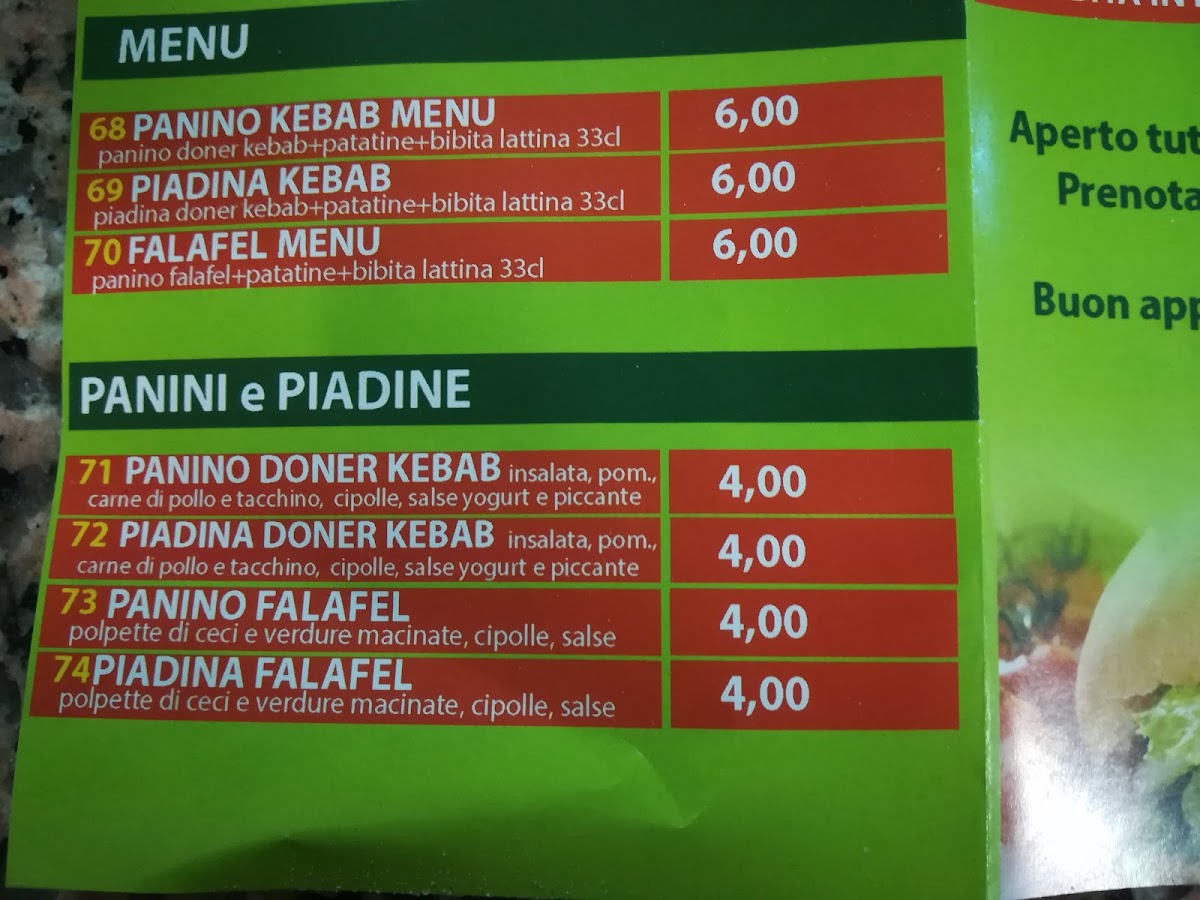 MENU
68 PANINO KEBAB MENU 6,00
panino doner kebab+patatine+bibita lattina 33cl
69 PIADINA KEBAB 6,00
piadina doner kebab+patatine+bibita lattina 33cl
70 FALAFEL MENU 6,00
panino falafel+patatine+bibita lattina 33cl
PANINI e PIADINE
71 PANINO DONER KEBAB insalata, pom., 4,00
carne di pollo e tacchino, cipolle, salse yogurt e piccante
72 PIADINA DONER KEBAB insalata, pom., 4,00
carne di pollo e tacchino, cipolle, salse yogurt e piccante
73 PANINO FALAFEL 4,00
polpette di ceci e verdure macinate, cipolle, salse
74 PIADINA FALAFEL 4,00
polpette di ceci e verdure macinate, cipolle, salse
Aperto tut
Prenota
Buon app